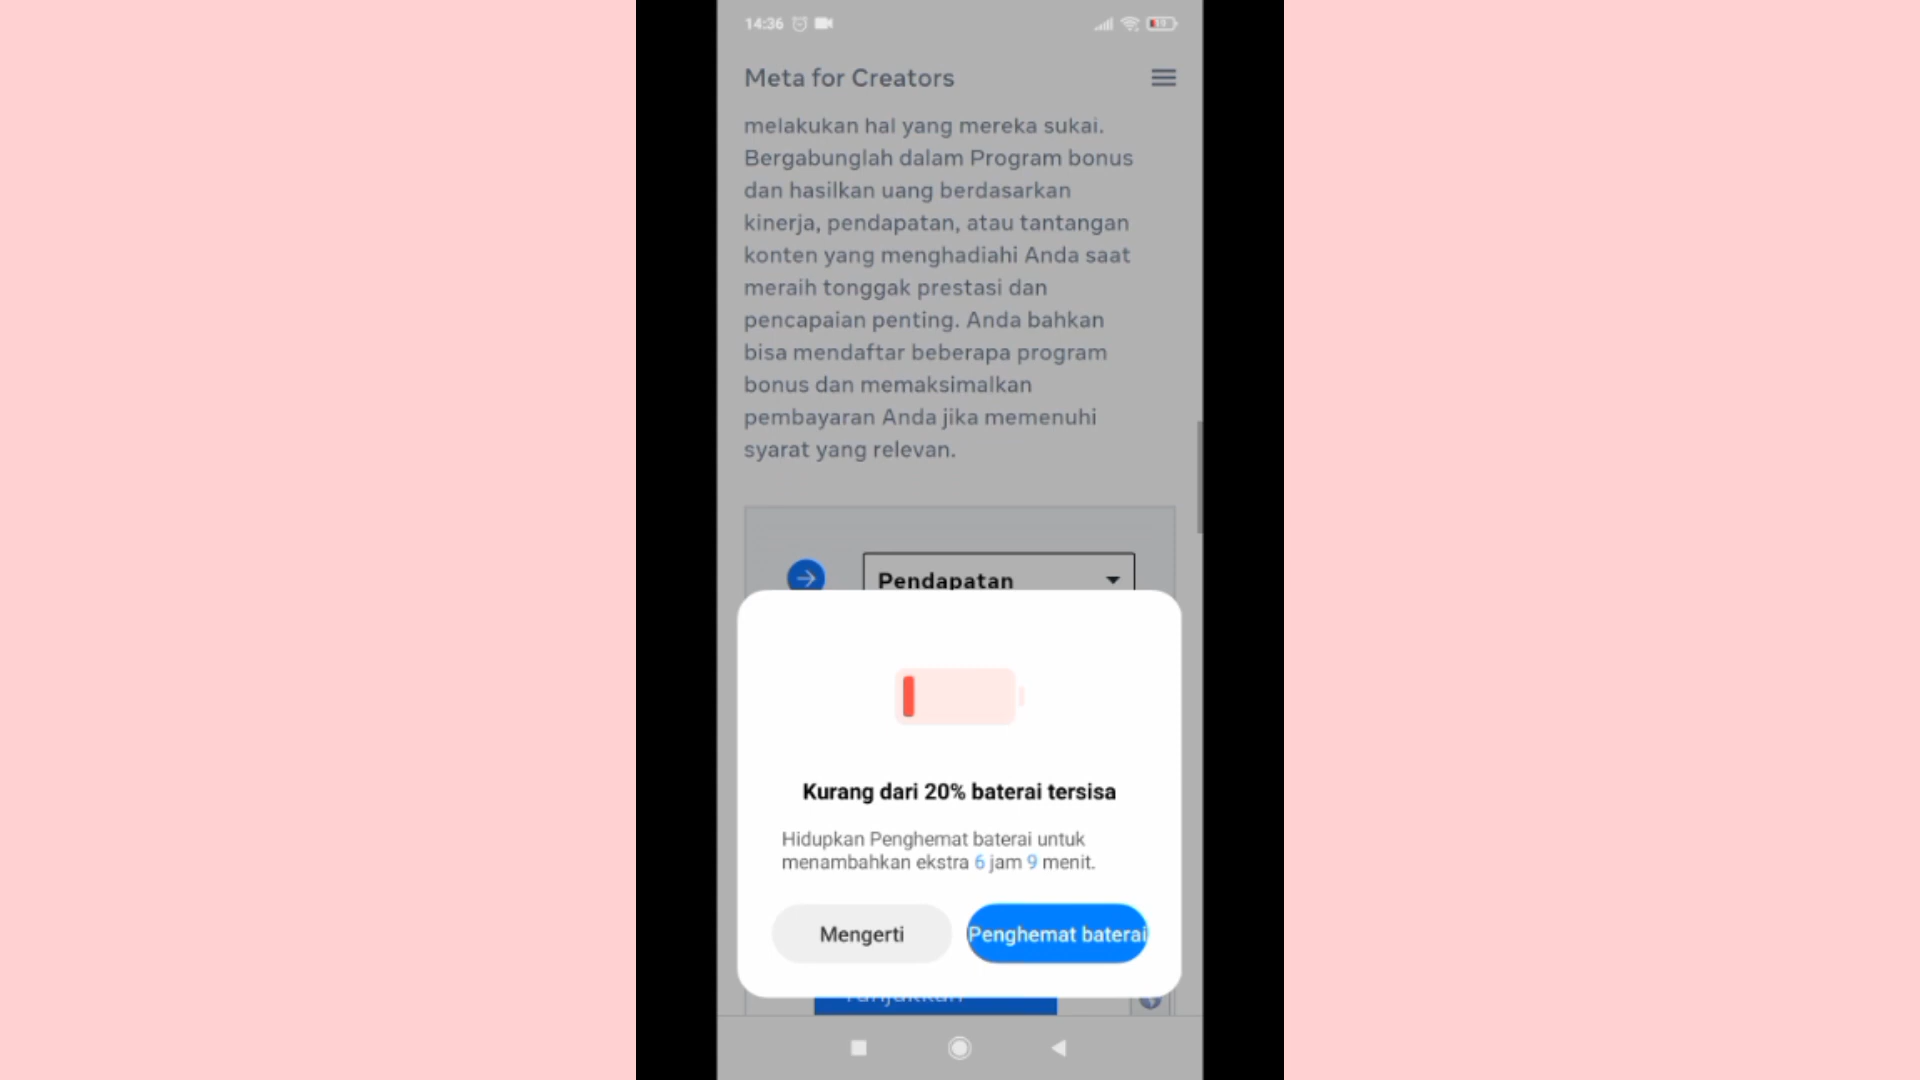 14:36
Meta for Creators
melakukan hal yang mereka sukai.
Bergabunglah dalam Program bonus
dan hasilkan uang berdasarkan
kinerja, pendapatan, atau tantangan
konten yang menghadiahi Anda saat
meraih tonggak prestasi dan
pencapaian penting. Anda bahkan
bisa mendaftar beberapa program
bonus dan memaksimalkan
pembayaran Anda jika memenuhi
syarat yang relevan.
Pendapatan
Kurang dari 20% baterai tersisa
Hidupkan Penghemat baterai untuk
menambahkan ekstra 6 jam 9 menit.
Mengerti
Penghemat baterai